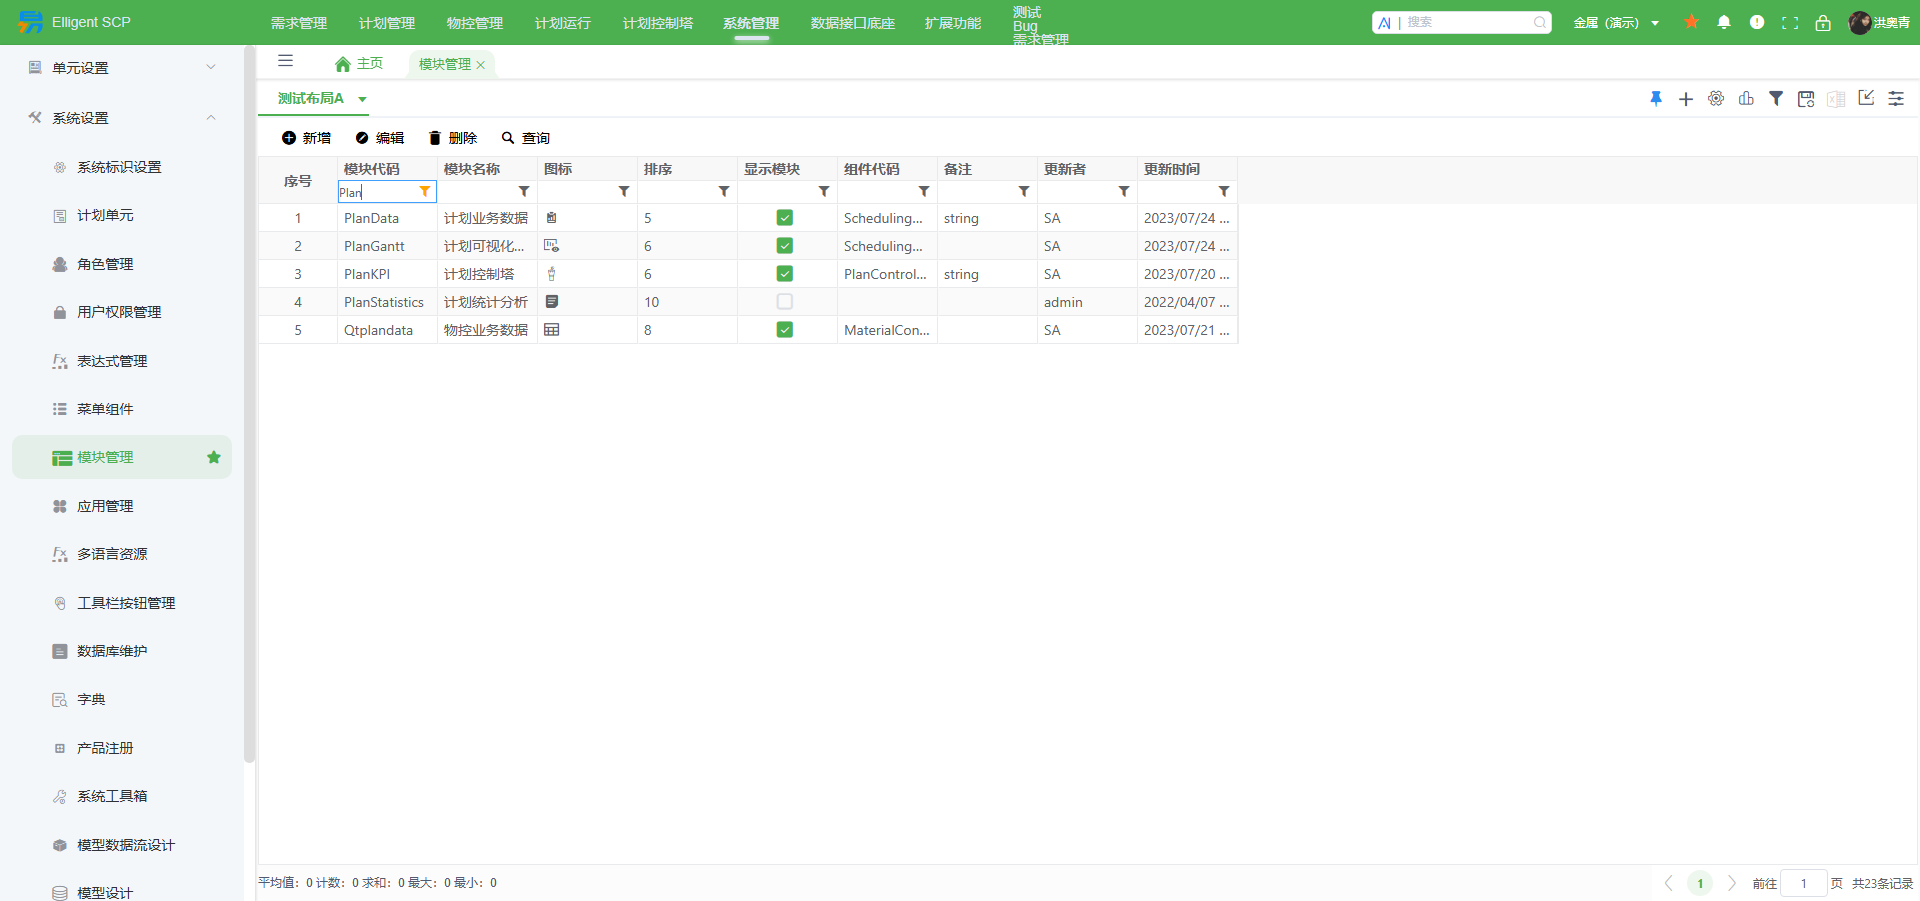 Elligent SCP
需求管理 计划管理 物控管理 计划运行 计划控制塔 系统管理 数据接口底座 扩展功能
测试
Bug
需求管理
搜索
金属（演示）
洪奥青
单元设置
系统设置
系统标识设置
计划单元
角色管理
用户权限管理
表达式管理
菜单组件
模块管理
应用管理
多语言资源
工具栏按钮管理
数据库维护
字典
产品注册
系统工具箱
模型数据流设计
模型设计
主页 模块管理
测试布局A
新增 编辑 删除 查询
序号 模块代码 模块名称 图标 排序 显示模块 组件代码 备注 更新者 更新时间
Plan
1 PlanData 计划业务数据 5 Scheduling... string SA 2023/07/24 ...
2 PlanGantt 计划可视化... 6 Scheduling... SA 2023/07/24 ...
3 PlanKPI 计划控制塔 6 PlanControl... string SA 2023/07/20 ...
4 PlanStatistics 计划统计分析 10 admin 2022/04/07 ...
5 Qtplandata 物控业务数据 8 MaterialCon... SA 2023/07/21 ...
平均值：0 计数：0 求和：0 最大：0 最小：0
1 前往 1 页 共23条记录